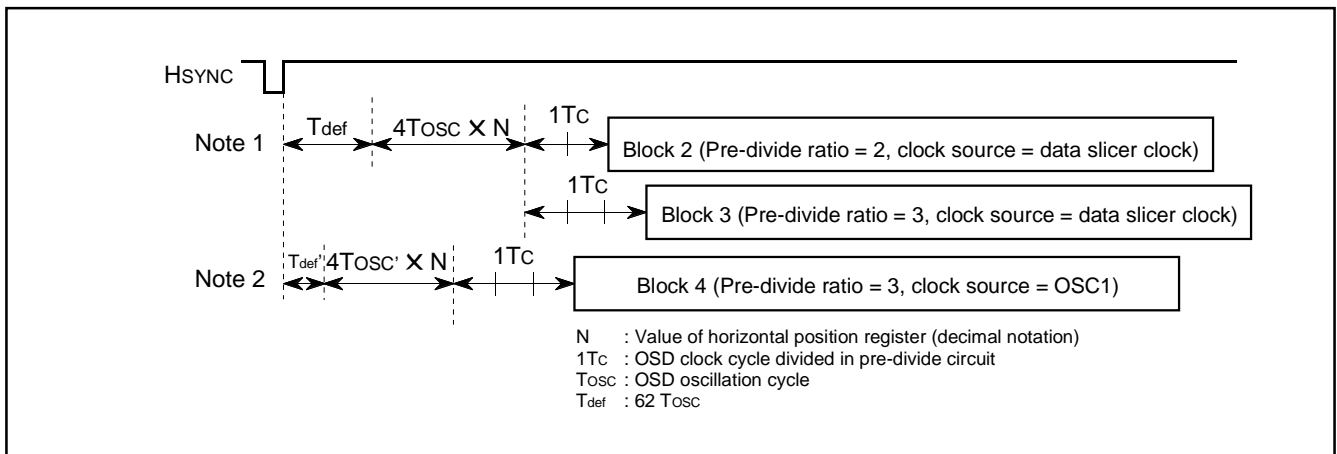 HSYNC
Note 1
Tdef
4TOSC × N
1TC
Block 2 (Pre-divide ratio = 2, clock source = data slicer clock)
1TC
Block 3 (Pre-divide ratio = 3, clock source = data slicer clock)
Note 2
Tdef'
4TOSC' × N
1TC
Block 4 (Pre-divide ratio = 3, clock source = OSC1)
N : Value of horizontal position register (decimal notation)
1TC : OSD clock cycle divided in pre-divide circuit
TOSC : OSD oscillation cycle
Tdef : 62 TOSC